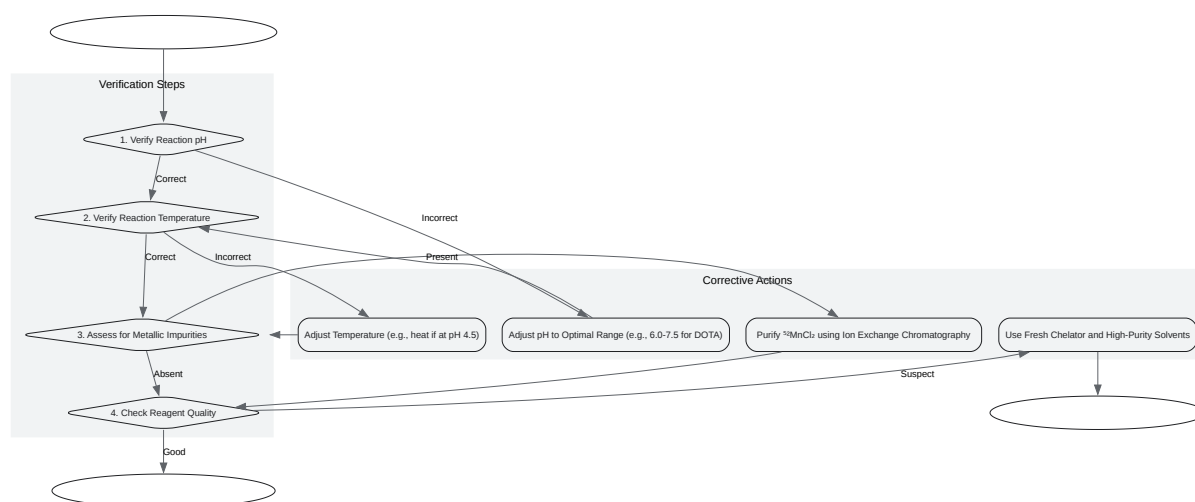 Verification Steps
1. Verify Reaction pH
Correct
2. Verify Reaction Temperature
Incorrect
Correct
Incorrect
Present
Corrective Actions
3. Assess for Metallic Impurities
Adjust Temperature (e.g., heat if at pH 4.5)
Adjust pH to Optimal Range (e.g., 6.0-7.5 for DOTA)
Purify ⁵²MnCl₂ using Ion Exchange Chromatography
Use Fresh Chelator and High-Purity Solvents
Absent
Suspect
4. Check Reagent Quality
Good